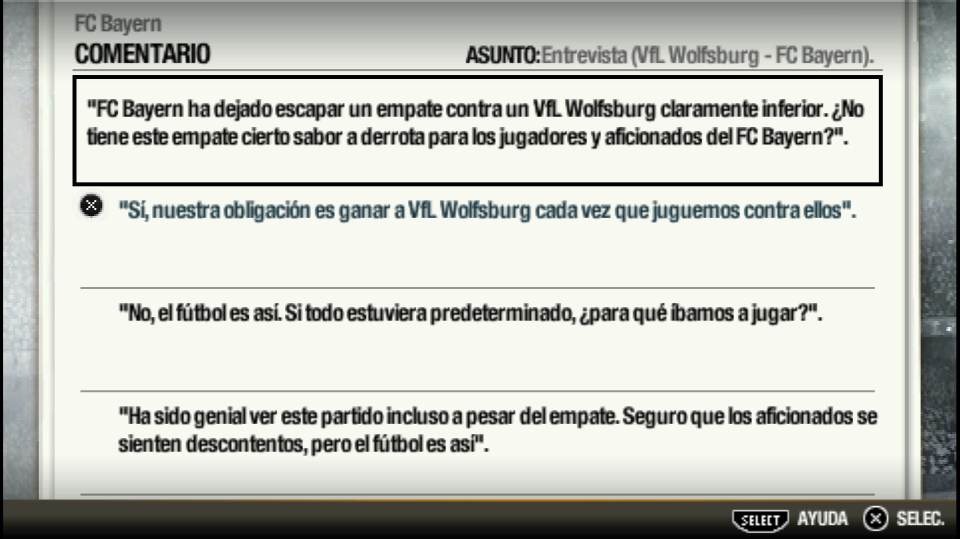 FC Bayern
COMENTARIO
ASUNTO:Entrevista (VfL Wolfsburg - FC Bayern).
"FC Bayern ha dejado escapar un empate contra un VfL Wolfsburg claramente inferior. ¿No
tiene este empate cierto sabor a derrota para los jugadores y aficionados del FC Bayern?".
"Sí, nuestra obligación es ganar a VfL Wolfsburg cada vez que juguemos contra ellos".
"No, el fútbol es así. Si todo estuviera predeterminado, ¿para qué íbamos a jugar?".
"Ha sido genial ver este partido incluso a pesar del empate. Seguro que los aficionados se
sienten descontentos, pero el fútbol es así".
SELECT AYUDA SELEC.